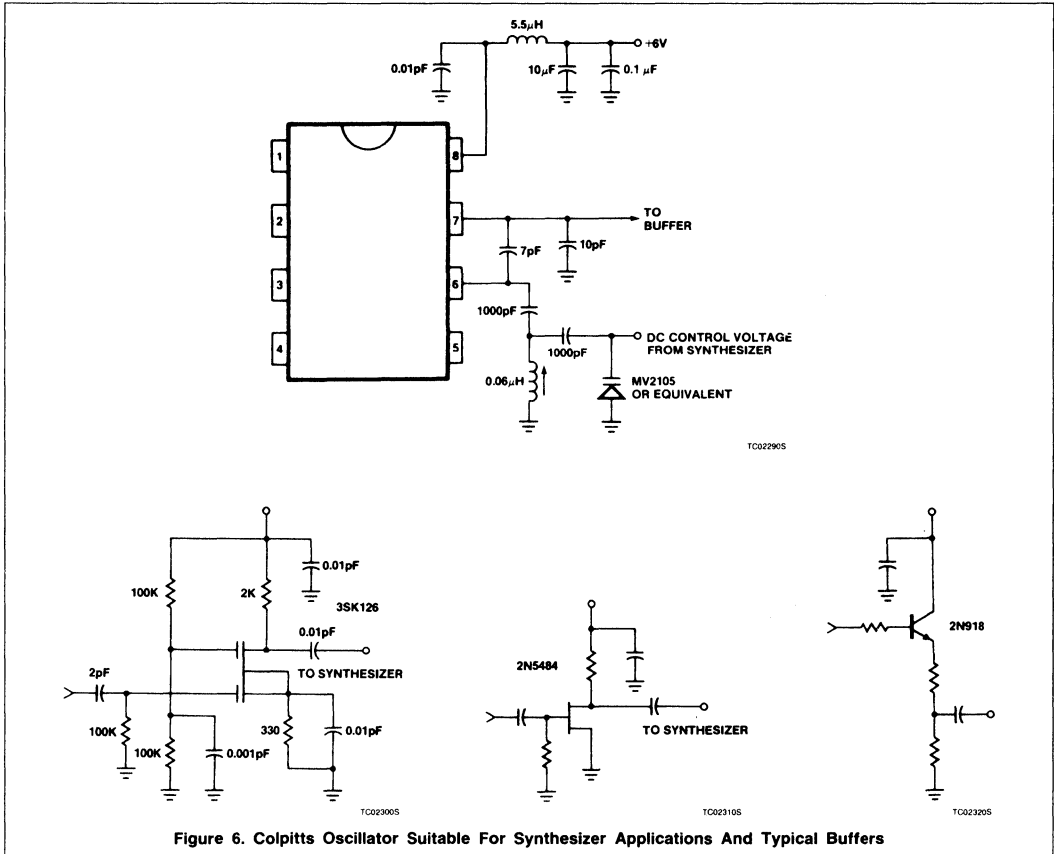 5.5μH
+6V
0.01pF
10μF
0.1 μF
1
8
2
7
TO
BUFFER
7pF
10pF
3
6
1000pF
4
5
1000pF
DC CONTROL VOLTAGE
FROM SYNTHESIZER
0.06μH
MV2105
OR EQUIVALENT
TC02290S
0.01pF
100K
2K
3SK126
0.01pF
TO SYNTHESIZER
2pF
100K
100K
0.001pF
330
0.01pF
TC02300S
2N5484
TO SYNTHESIZER
TC02310S
2N918
TC02320S
Figure 6. Colpitts Oscillator Suitable For Synthesizer Applications And Typical Buffers